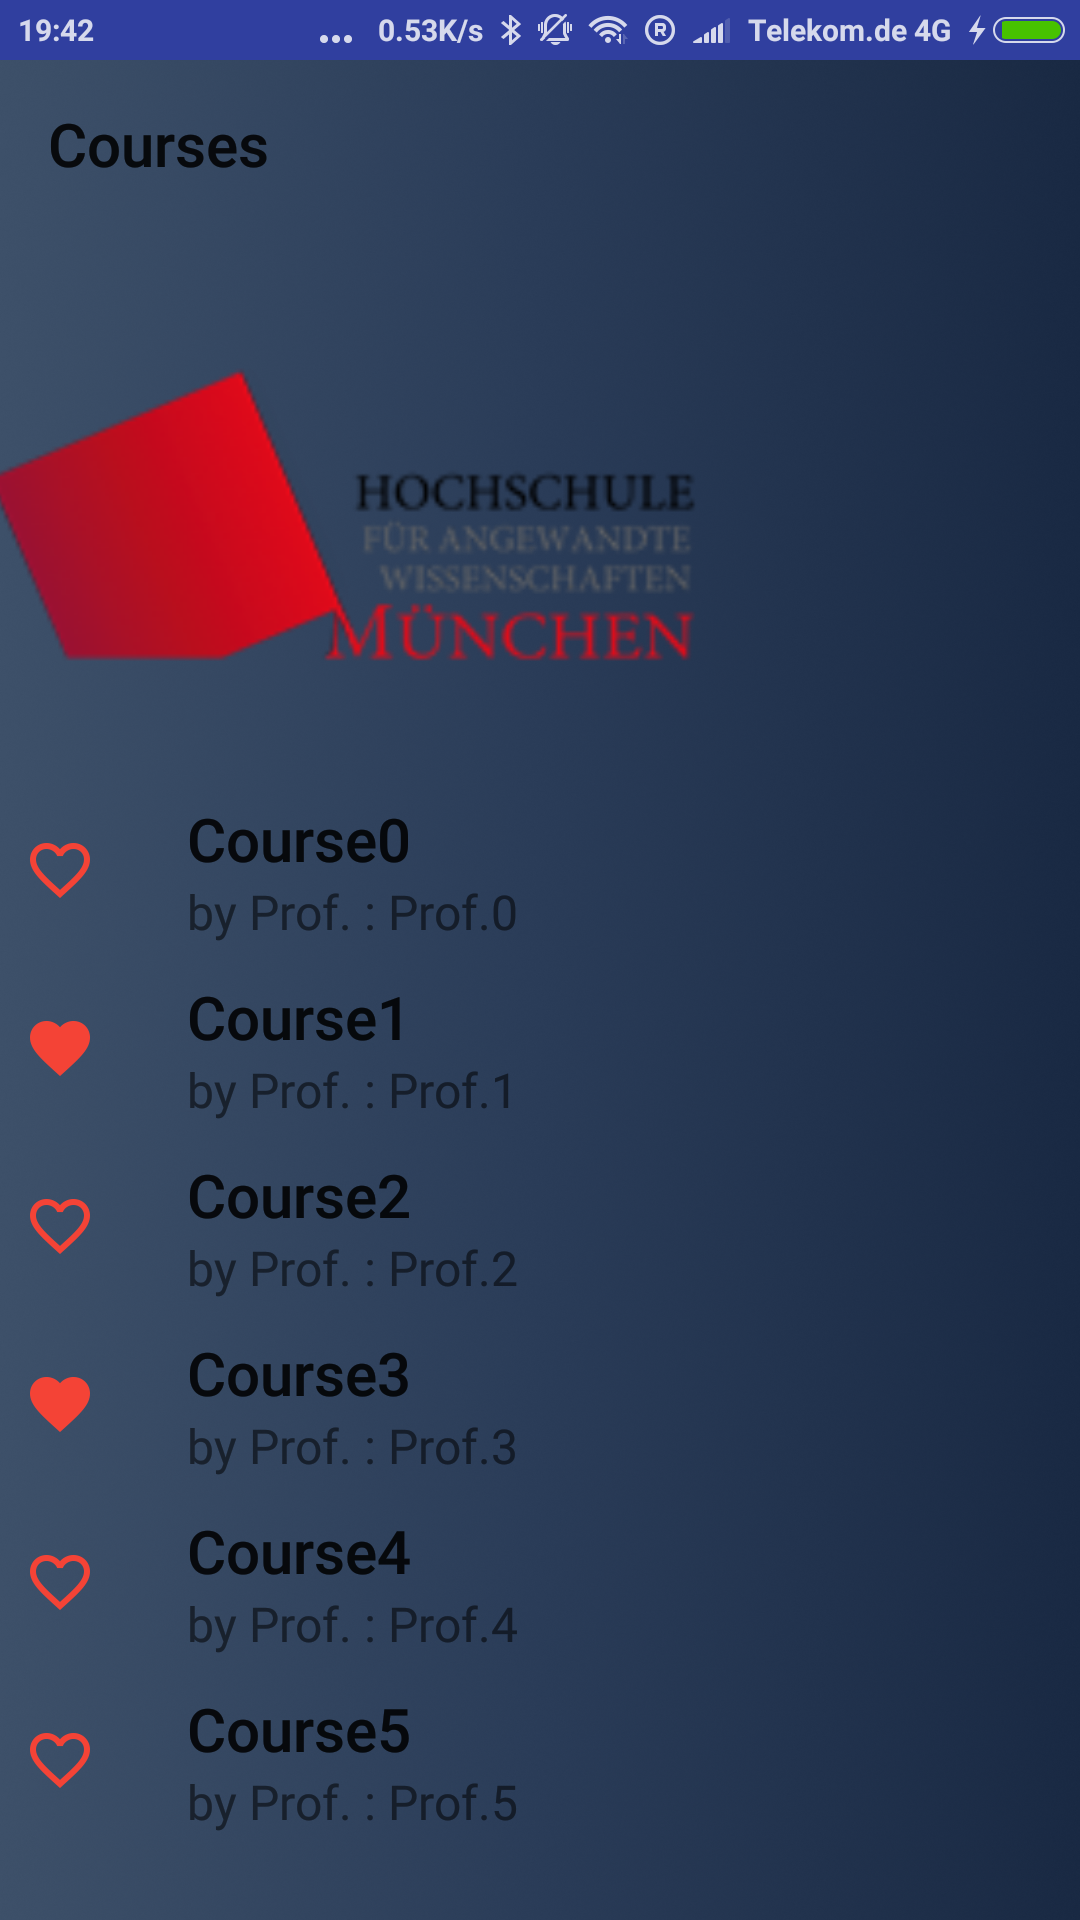 19:42 ... 0.53K/s R Telekom.de 4G
Courses
HOCHSCHULE
FÜR ANGEWANDTE
WISSENSCHAFTEN
MÜNCHEN
Course0
by Prof. : Prof.0
Course1
by Prof. : Prof.1
Course2
by Prof. : Prof.2
Course3
by Prof. : Prof.3
Course4
by Prof. : Prof.4
Course5
by Prof. : Prof.5